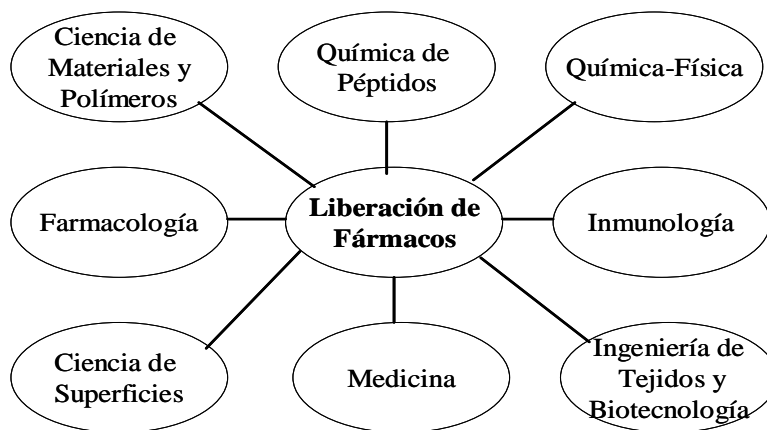 Ciencia de
Materiales y
Polímeros
Química de
Péptidos
Química-Física
Farmacología
Liberación de
Fármacos
Inmunología
Ciencia de
Superficies
Medicina
Ingeniería de
Tejidos y
Biotecnología